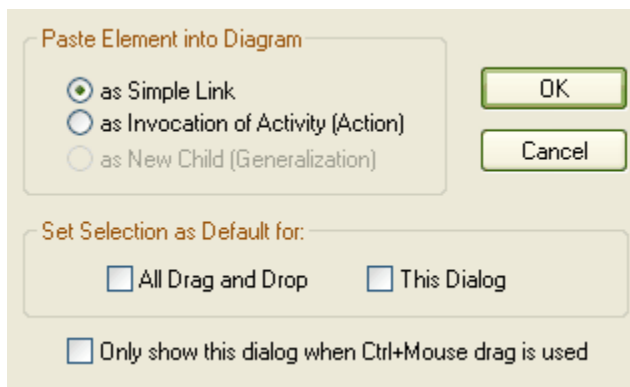 Paste Element into Diagram
as Simple Link
OK
as Invocation of Activity (Action)
as New Child (Generalization)
Cancel
Set Selection as Default for:
All Drag and Drop This Dialog
Only show this dialog when Ctrl+Mouse drag is used